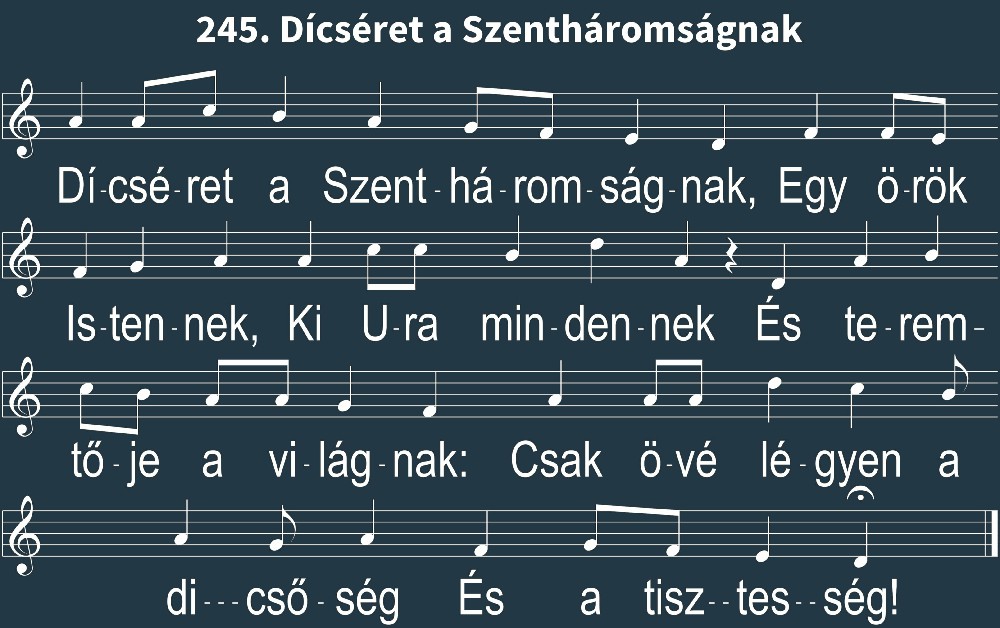 245. Dícséret a Szentháromságnak
Dí-csé-ret a Szent-há-rom-ság-nak, Egy ö-rök
Is-ten-nek, Ki U-ra min-den-nek És te-rem-
tő-je a vi-lág-nak: Csak ö-vé lé-gyen a
di---cső-ség És a tisz--tes--ség!